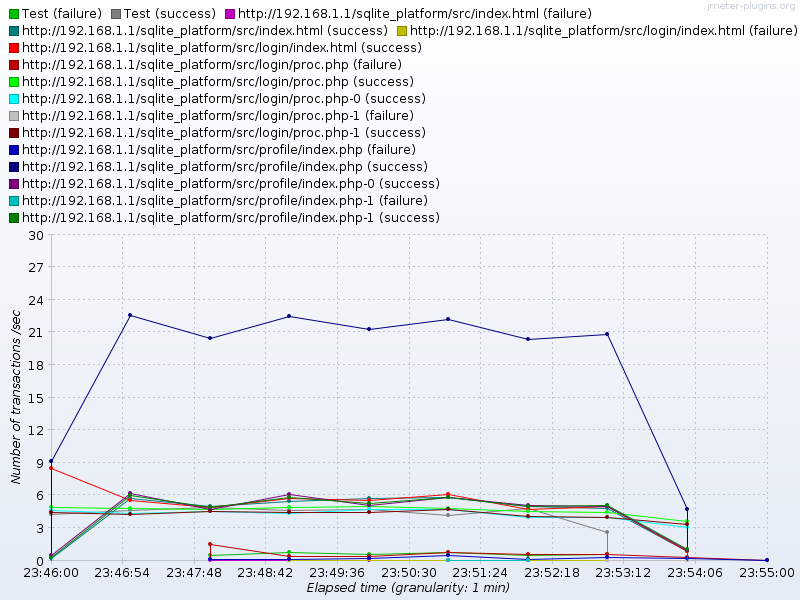 jmeter-plugins.org
Test (failure) Test (success) http://192.168.1.1/sqlite_platform/src/index.html (failure)
http://192.168.1.1/sqlite_platform/src/index.html (success) http://192.168.1.1/sqlite_platform/src/login/index.html (failure)
http://192.168.1.1/sqlite_platform/src/login/index.html (success)
http://192.168.1.1/sqlite_platform/src/login/proc.php (failure)
http://192.168.1.1/sqlite_platform/src/login/proc.php (success)
http://192.168.1.1/sqlite_platform/src/login/proc.php-0 (success)
http://192.168.1.1/sqlite_platform/src/login/proc.php-1 (failure)
http://192.168.1.1/sqlite_platform/src/login/proc.php-1 (success)
http://192.168.1.1/sqlite_platform/src/profile/index.php (failure)
http://192.168.1.1/sqlite_platform/src/profile/index.php (success)
http://192.168.1.1/sqlite_platform/src/profile/index.php-0 (success)
http://192.168.1.1/sqlite_platform/src/profile/index.php-1 (failure)
http://192.168.1.1/sqlite_platform/src/profile/index.php-1 (success)
Number of transactions /sec
30
27
24
21
18
15
12
9
6
3
0
23:46:00 23:46:54 23:47:48 23:48:42 23:49:36 23:50:30 23:51:24 23:52:18 23:53:12 23:54:06 23:55:00
Elapsed time (granularity: 1 min)